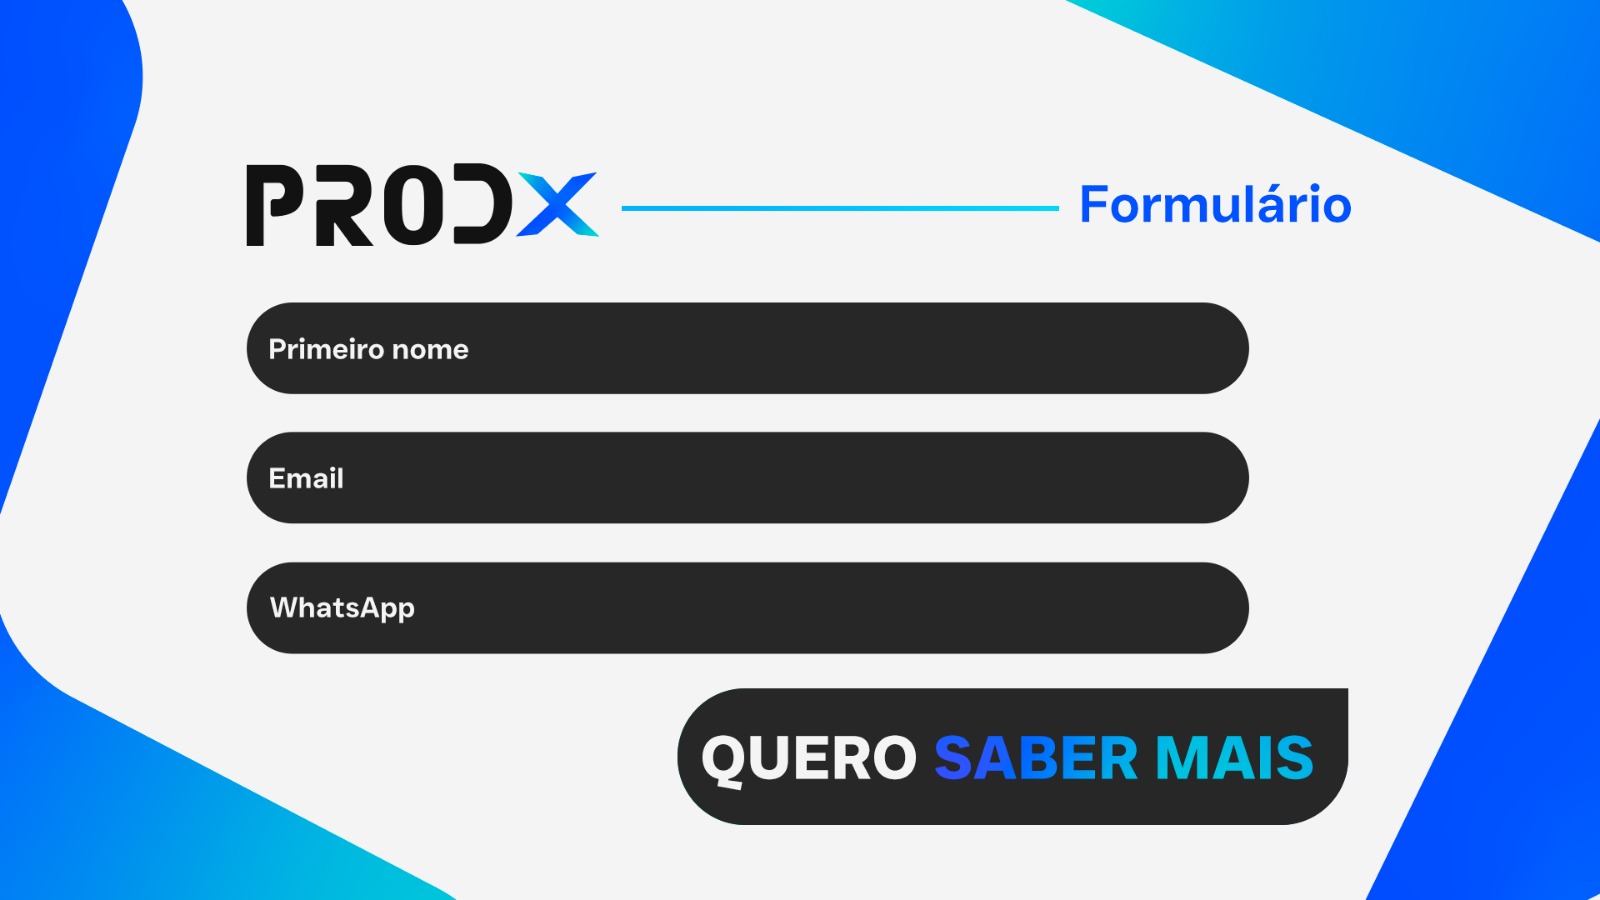 PRODX
Formulário
Primeiro nome
Email
WhatsApp
QUERO SABER MAIS